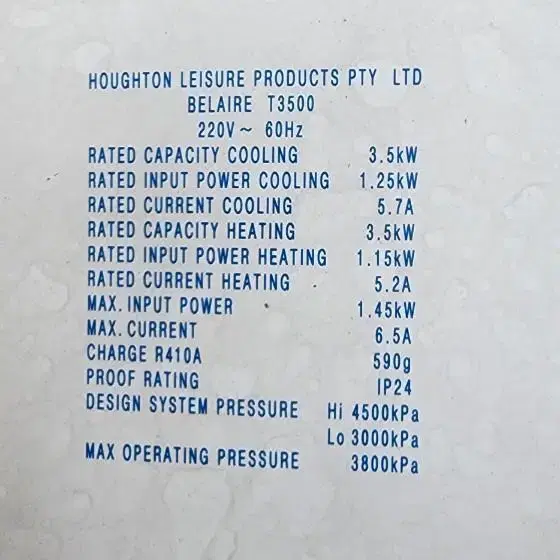 HOUGHTON LEISURE PRODUCTS PTY LTD
BELAIRE T3500
220V~ 60Hz
RATED CAPACITY COOLING 3.5kW
RATED INPUT POWER COOLING 1.25kW
RATED CURRENT COOLING 5.7A
RATED CAPACITY HEATING 3.5kW
RATED INPUT POWER HEATING 1.15kW
RATED CURRENT HEATING 5.2A
MAX. INPUT POWER 1.45kW
MAX. CURRENT 6.5A
CHARGE R410A 590g
PROOF RATING IP24
DESIGN SYSTEM PRESSURE Hi 4500kPa
Lo 3000kPa
MAX OPERATING PRESSURE 3800kPa